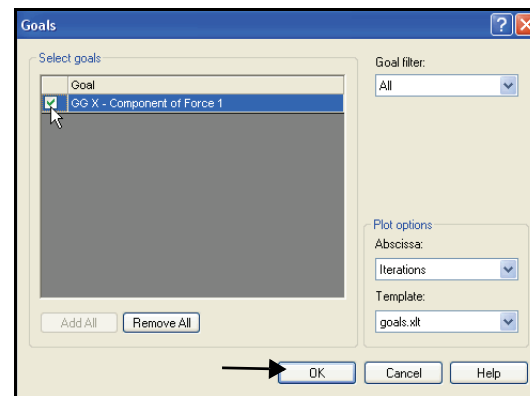 Goals
Select goals
Goal
GG X - Component of Force 1
Add All
Remove All
Goal filter:
All
Plot options
Abscissa:
Iterations
Template:
goals.xlt
OK
Cancel
Help